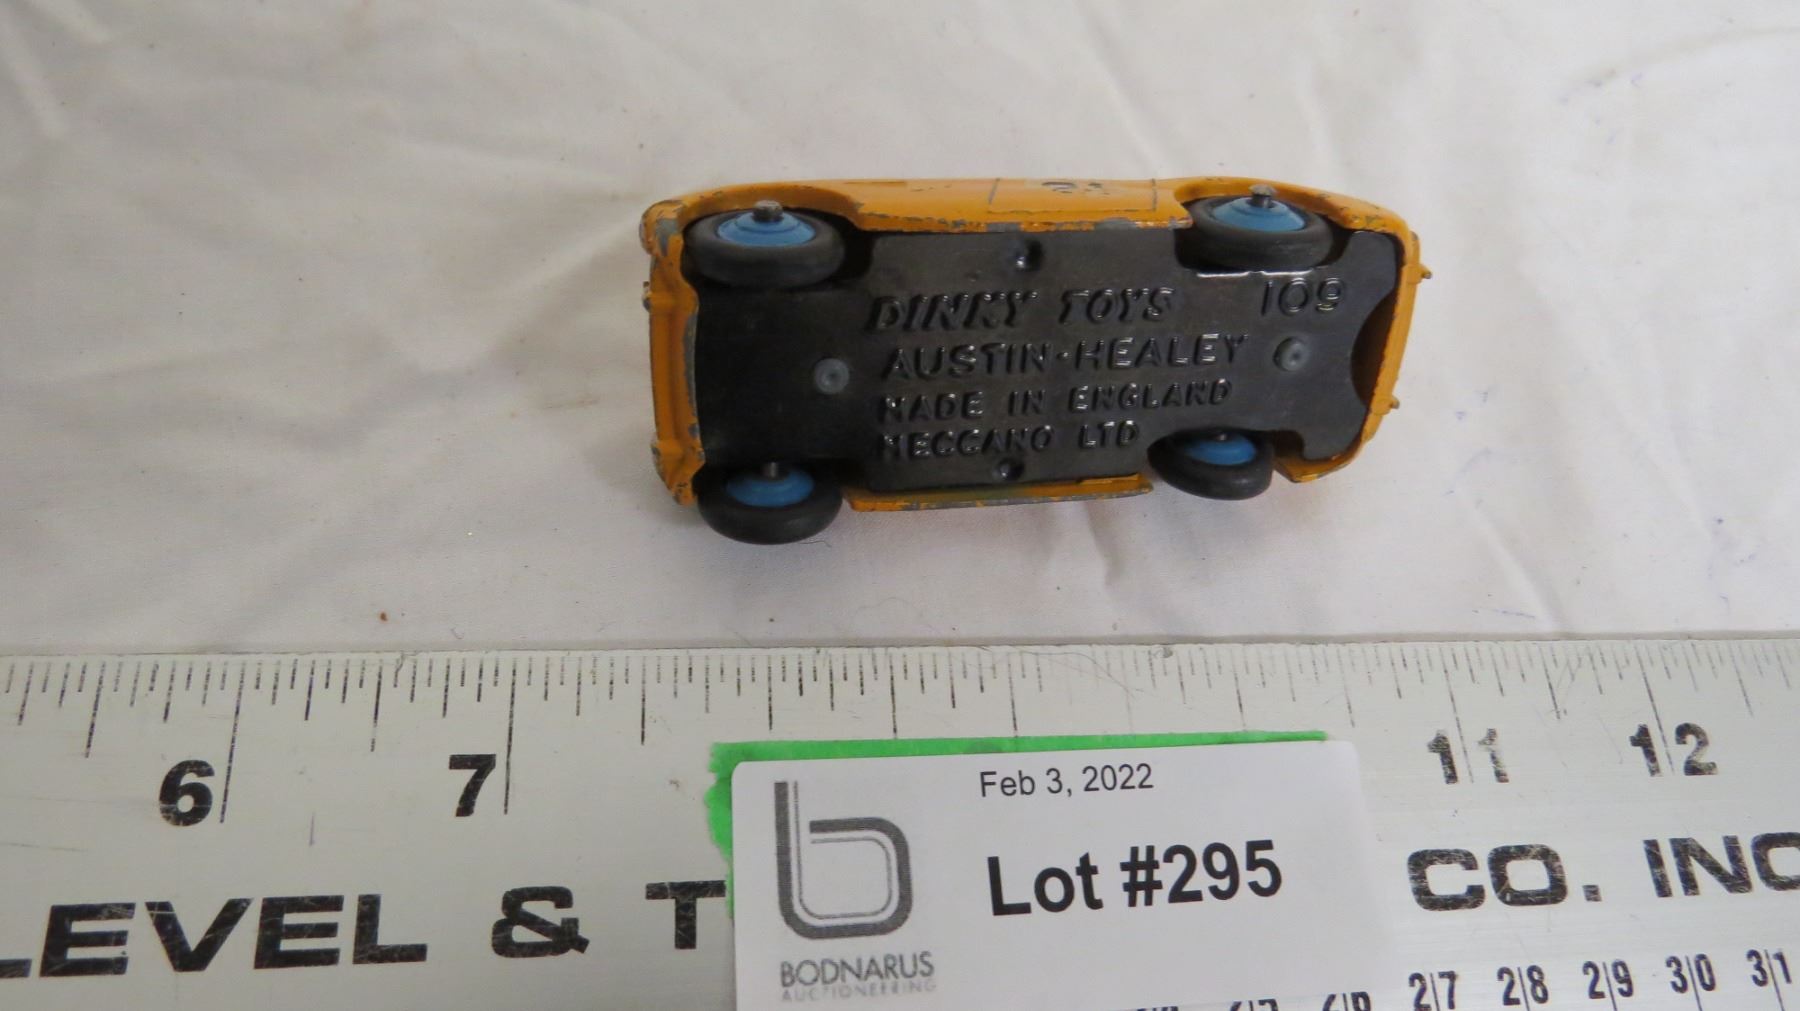 DINKY TOYS 109
AUSTIN-HEALEY
MADE IN ENGLAND
MECCANO LTD
6 7 11 12
Feb 3, 2022
Lot #295
LEVEL & T CO. INC
BODNARUS
AUCTIONEERING
27 28 29 30 31